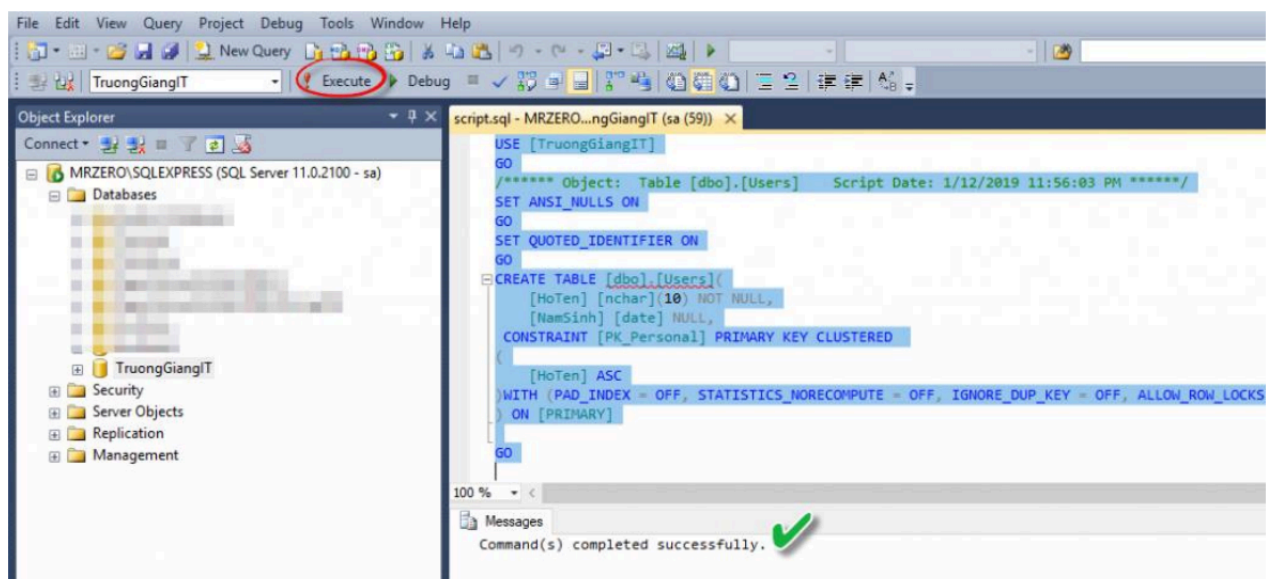 File Edit View Query Project Debug Tools Window Help
New Query
TruongGiangIT Execute Debug
Object Explorer
Connect
MRZERO\SQLEXPRESS (SQL Server 11.0.2100 - sa)
Databases
TruongGiangIT
Security
Server Objects
Replication
Management
script.sql - MRZERO...ngGiangIT (sa (59))
USE [TruongGiangIT]
GO
/****** Object: Table [dbo].[Users] Script Date: 1/12/2019 11:56:03 PM ******/
SET ANSI_NULLS ON
GO
SET QUOTED_IDENTIFIER ON
GO
CREATE TABLE [dbo].[Users](
[HoTen] [nchar](10) NOT NULL,
[NamSinh] [date] NULL,
CONSTRAINT [PK_Personal] PRIMARY KEY CLUSTERED
(
[HoTen] ASC
)WITH (PAD_INDEX = OFF, STATISTICS_NORECOMPUTE = OFF, IGNORE_DUP_KEY = OFF, ALLOW_ROW_LOCKS
) ON [PRIMARY]
GO
100 %
Messages
Command(s) completed successfully.